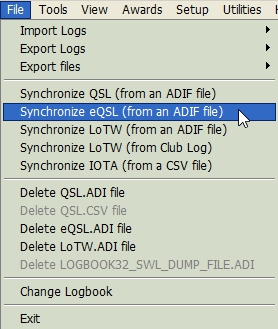 File Tools View Awards Setup Utilities
Import Logs
Export Logs
Export files
Synchronize QSL (from an ADIF file)
Synchronize eQSL (from an ADIF file)
Synchronize LoTW (from an ADIF file)
Synchronize LoTW (from Club Log)
Synchronize IOTA (from a CSV file)
Delete QSL.ADI file
Delete QSL.CSV file
Delete eQSL.ADI file
Delete LoTW.ADI file
Delete LOGBOOK32_SWL_DUMP_FILE.ADI
Change Logbook
Exit